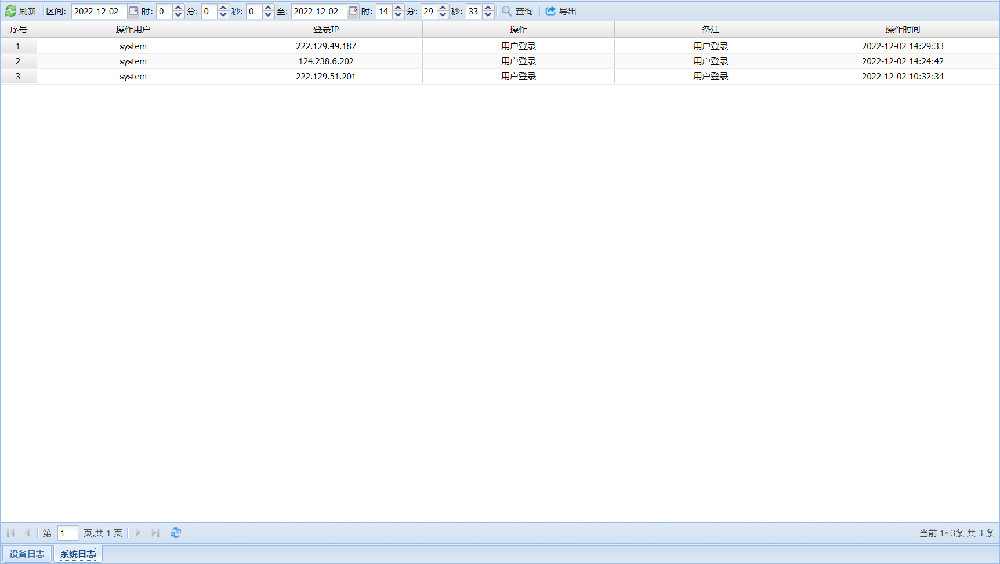 刷新 区间: 2022-12-02 时: 0 分: 0 秒: 0 至: 2022-12-02 时: 14 分: 29 秒: 33 查询 导出
序号 操作用户 登录IP 操作 备注 操作时间
1 system 222.129.49.187 用户登录 用户登录 2022-12-02 14:29:33
2 system 124.238.6.202 用户登录 用户登录 2022-12-02 14:24:42
3 system 222.129.51.201 用户登录 用户登录 2022-12-02 10:32:34
第 1 页,共 1 页 当前 1~3条 共 3 条
设备日志 系统日志